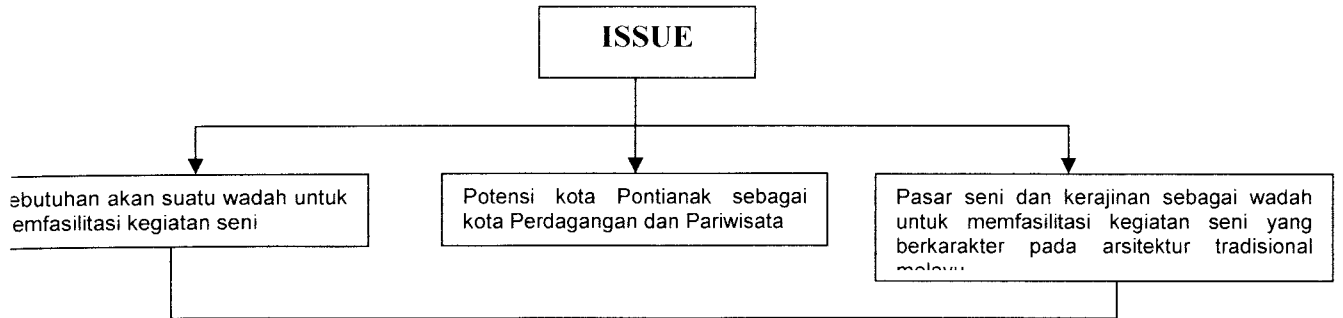 ISSUE
ebutuhan akan suatu wadah untuk
emfasilitasi kegiatan seni
Potensi kota Pontianak sebagai
kota Perdagangan dan Pariwisata
Pasar seni dan kerajinan sebagai wadah
untuk memfasilitasi kegiatan seni yang
berkarakter pada arsitektur tradisional
melayu